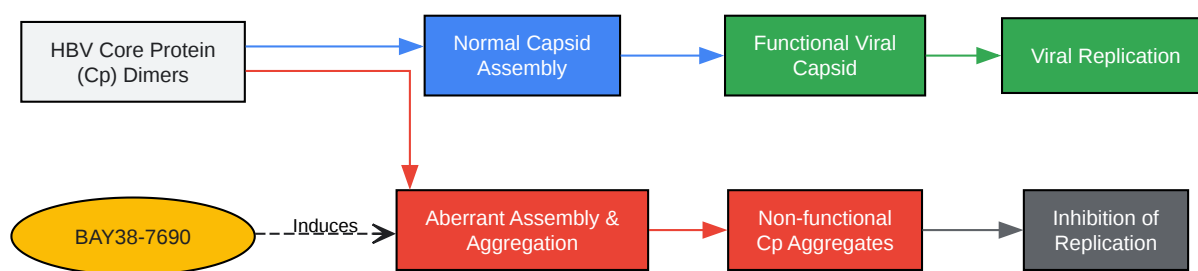 HBV Core Protein
(Cp) Dimers
Normal Capsid
Assembly
Functional Viral
Capsid
Viral Replication
BAY38-7690
Induces
Aberrant Assembly &
Aggregation
Non-functional
Cp Aggregates
Inhibition of
Replication